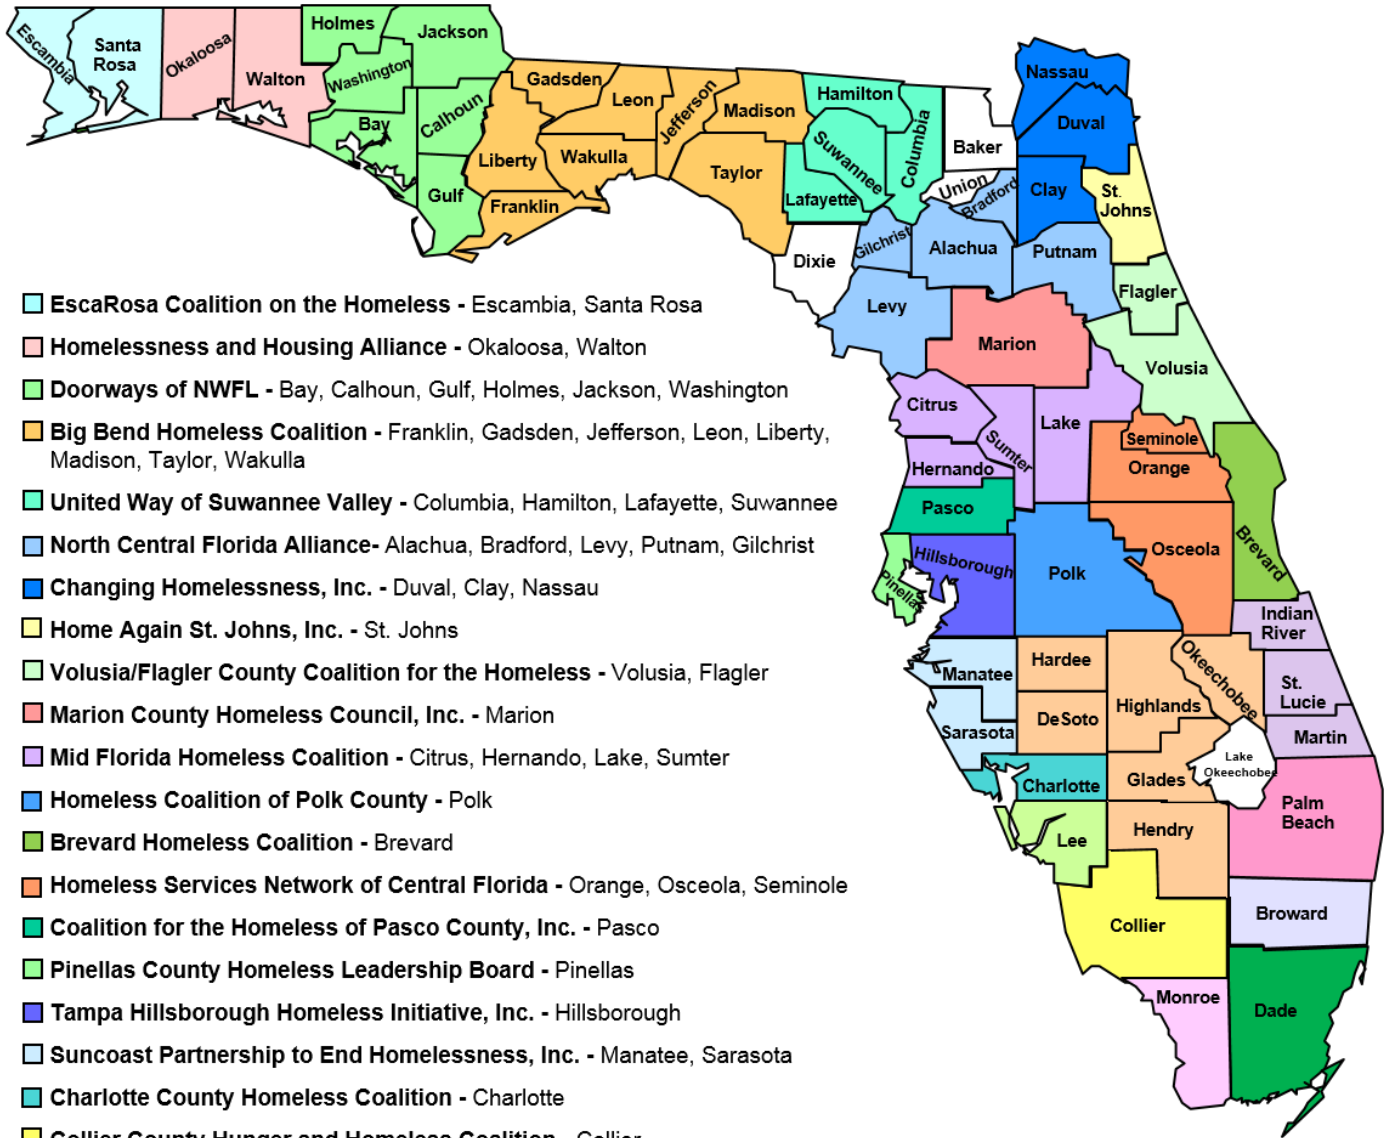 Escambia
Santa
Rosa
Okaloosa
Walton
Holmes
Jackson
Washington
Bay
Calhoun
Gulf
Gadsden
Leon
Jefferson
Madison
Liberty
Wakulla
Franklin
Taylor
Hamilton
Suwannee
Columbia
Lafayette
Baker
Union
Bradford
Nassau
Duval
Clay
St.
Johns
Dixie
Gilchrist
Alachua
Putnam
Levy
Flagler
Marion
Volusia
Citrus
Sumter
Lake
Hernando
Seminole
Orange
Pasco
Hillsborough
Pinellas
Polk
Osceola
Brevard
Indian
River
Manatee
Hardee
Okeechobee
Highlands
St.
Lucie
Sarasota
DeSoto
Martin
Lake
Okeechobee
Charlotte
Glades
Palm
Beach
Lee
Hendry
Collier
Broward
Monroe
Dade
EscaRosa Coalition on the Homeless - Escambia, Santa Rosa
Homelessness and Housing Alliance - Okaloosa, Walton
Doorways of NWFL - Bay, Calhoun, Gulf, Holmes, Jackson, Washington
Big Bend Homeless Coalition - Franklin, Gadsden, Jefferson, Leon, Liberty,
Madison, Taylor, Wakulla
United Way of Suwannee Valley - Columbia, Hamilton, Lafayette, Suwannee
North Central Florida Alliance- Alachua, Bradford, Levy, Putnam, Gilchrist
Changing Homelessness, Inc. - Duval, Clay, Nassau
Home Again St. Johns, Inc. - St. Johns
Volusia/Flagler County Coalition for the Homeless - Volusia, Flagler
Marion County Homeless Council, Inc. - Marion
Mid Florida Homeless Coalition - Citrus, Hernando, Lake, Sumter
Homeless Coalition of Polk County - Polk
Brevard Homeless Coalition - Brevard
Homeless Services Network of Central Florida - Orange, Osceola, Seminole
Coalition for the Homeless of Pasco County, Inc. - Pasco
Pinellas County Homeless Leadership Board - Pinellas
Tampa Hillsborough Homeless Initiative, Inc. - Hillsborough
Suncoast Partnership to End Homelessness, Inc. - Manatee, Sarasota
Charlotte County Homeless Coalition - Charlotte
Collier County Hunger and Homeless Coalition - Collier